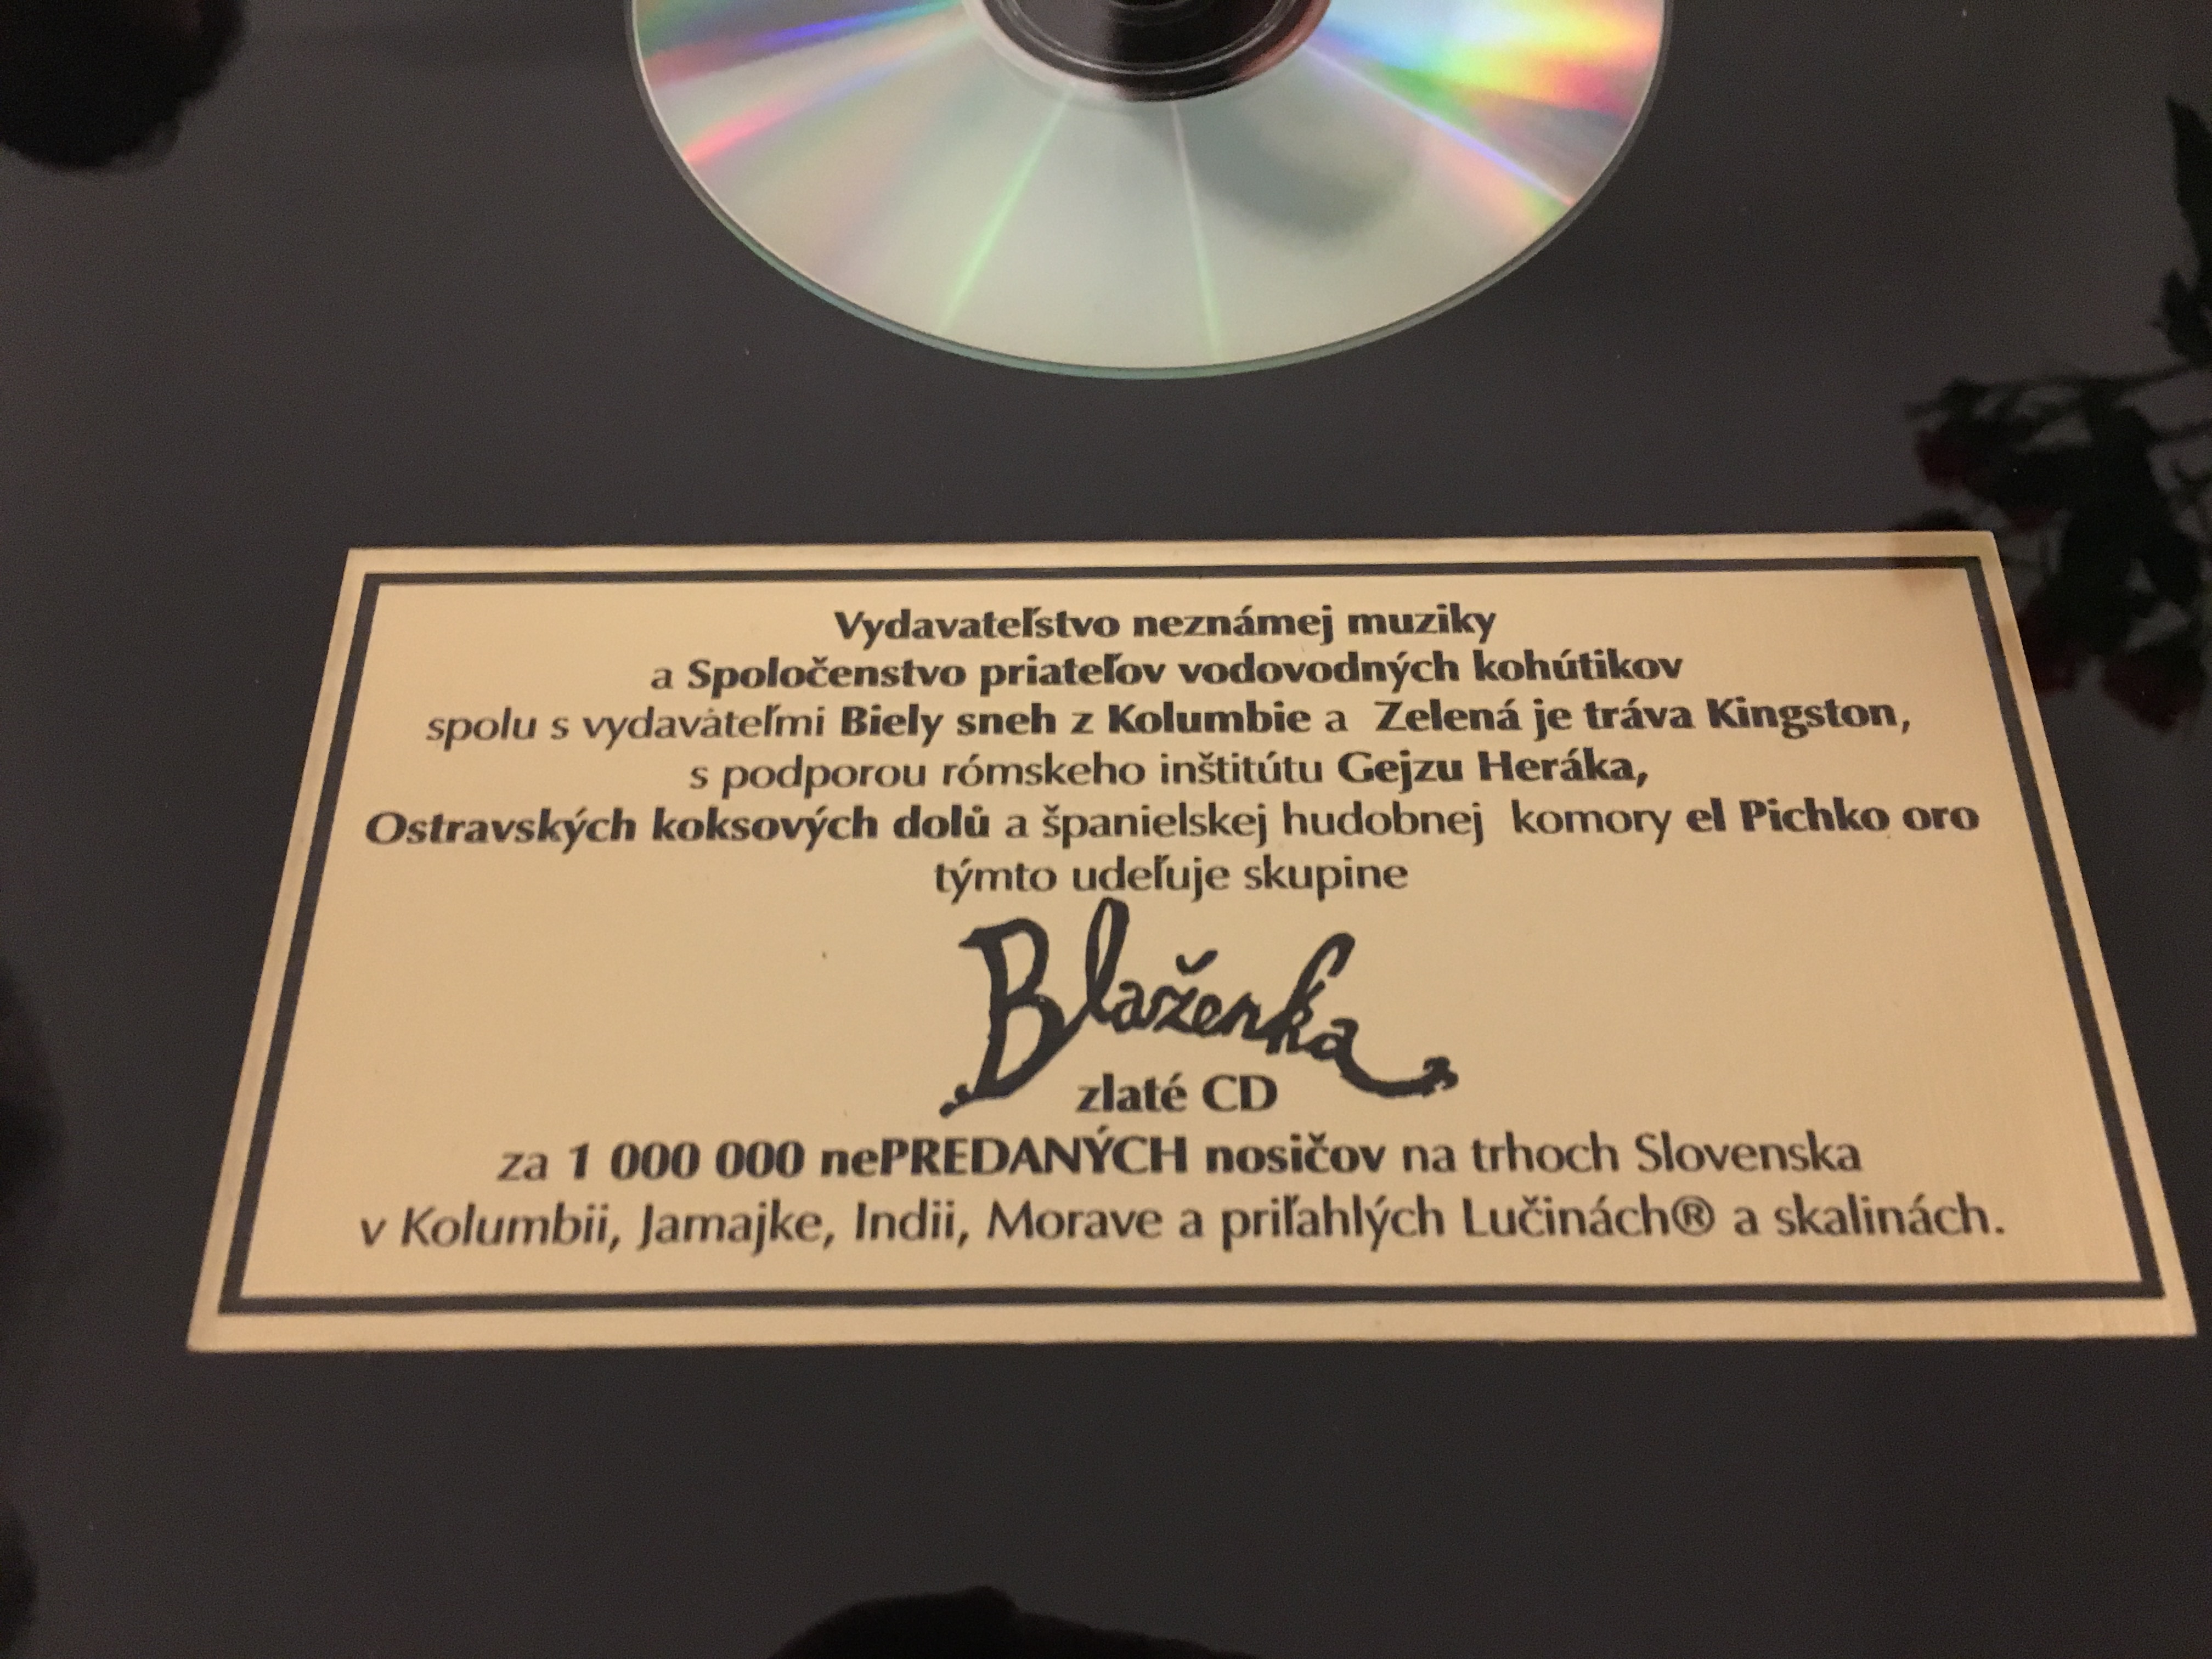 Vydavateľstvo neznámej muziky
a Spoločenstvo priateľov vodovodných kohútikov
spolu s vydavateľmi Biely sneh z Kolumbie a Zelená je tráva Kingston,
s podporou rómskeho inštitútu Gejzu Heráka,
Ostravských koksových dolů a španielskej hudobnej komory el Pichko oro
týmto udeľuje skupine
Blaženka
zlaté CD
za 1 000 000 nePREDANÝCH nosičov na trhoch Slovenska
v Kolumbii, Jamajke, Indii, Morave a priľahlých Lučinách® a skalinách.